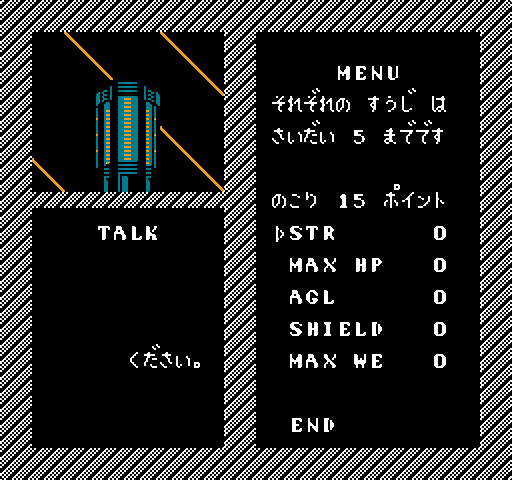 TALK
ください。
MENU
それぞれの すうじ は
さいだい 5 までです
のこり 15 ポイント
▷STR 0
MAX HP 0
AGL 0
SHIELD 0
MAX WE 0
END